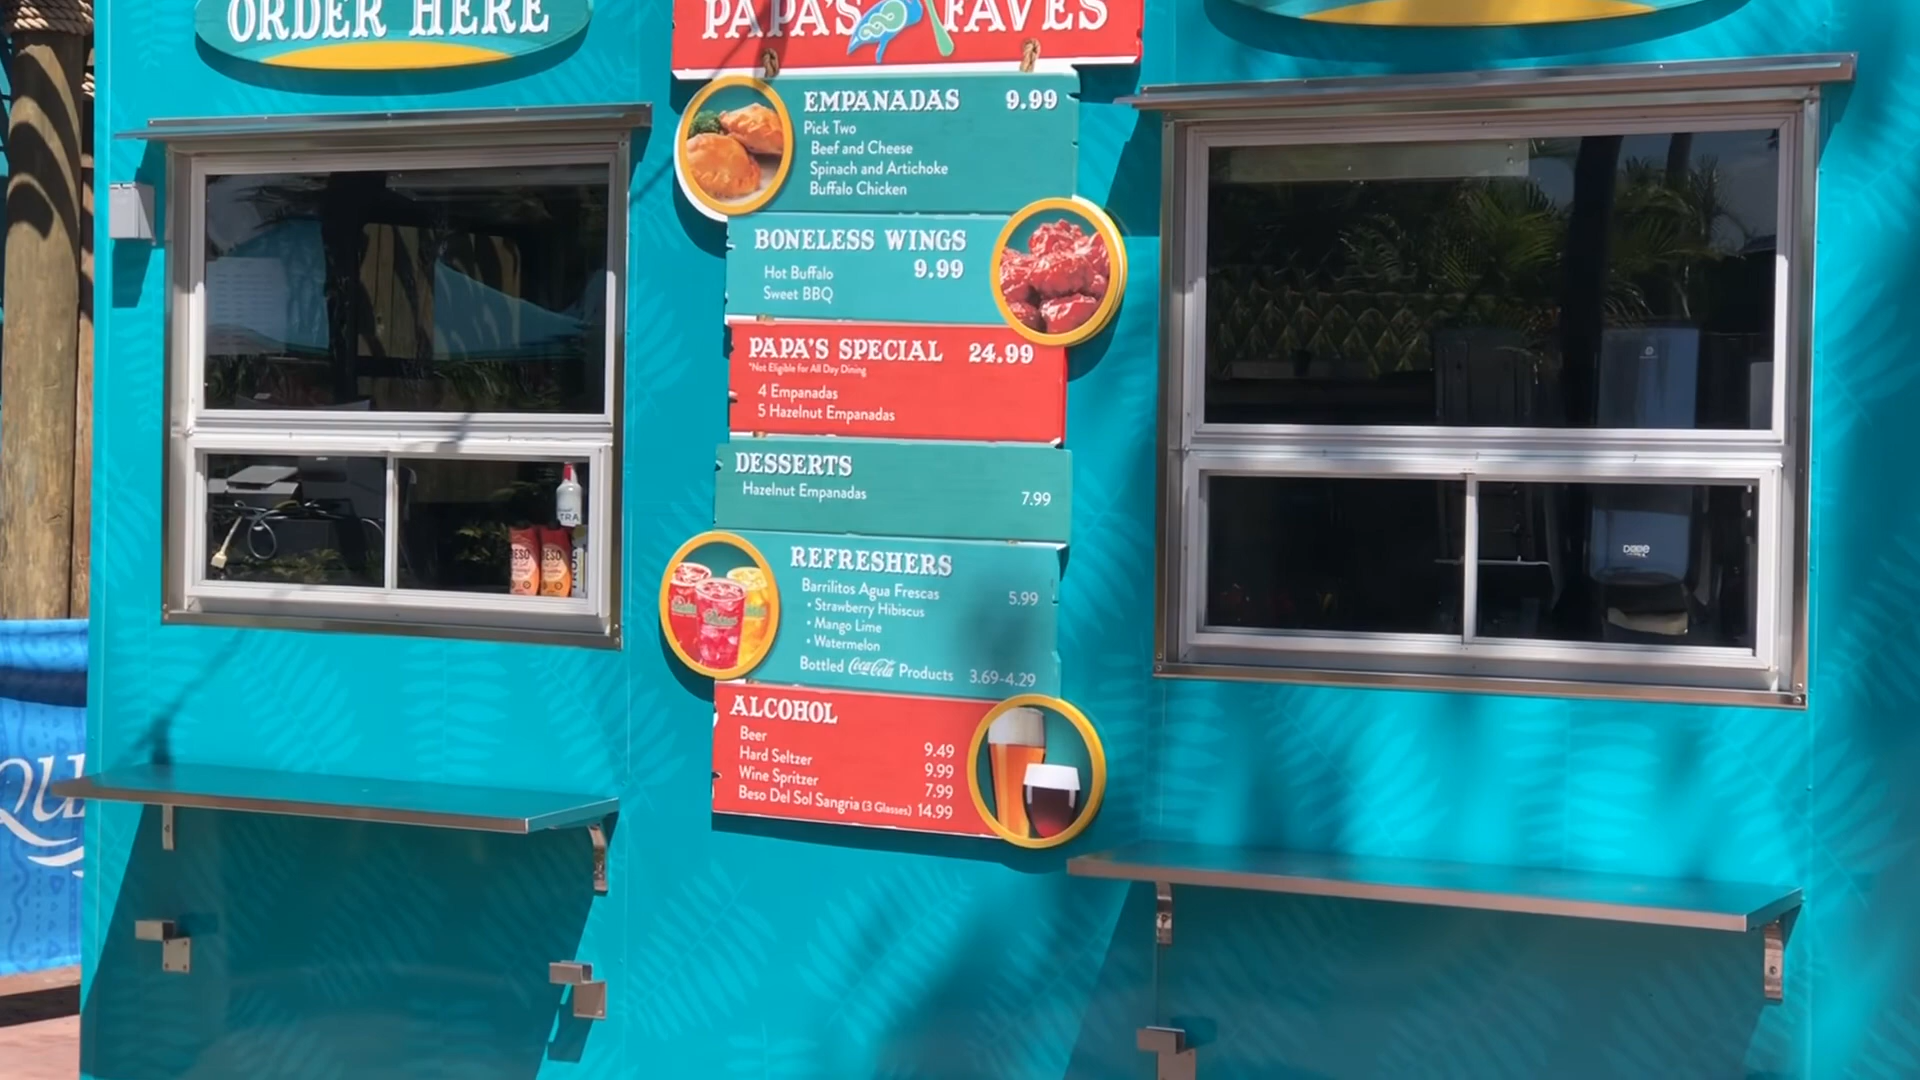 ORDER HERE
PAPA'S FAVES
EMPANADAS 9.99
Pick Two
Beef and Cheese
Spinach and Artichoke
Buffalo Chicken
BONELESS WINGS
9.99
Hot Buffalo
Sweet BBQ
PAPA'S SPECIAL 24.99
*Not Eligible for All Day Dining
4 Empanadas
5 Hazelnut Empanadas
DESSERTS
Hazelnut Empanadas 7.99
REFRESHERS
Barrilitos Agua Frescas 5.99
• Strawberry Hibiscus
• Mango Lime
• Watermelon
Bottled Coca-Cola Products 3.69-4.29
ALCOHOL
Beer 9.49
Hard Seltzer 9.99
Wine Spritzer 7.99
Beso Del Sol Sangria (3 Glasses) 14.99